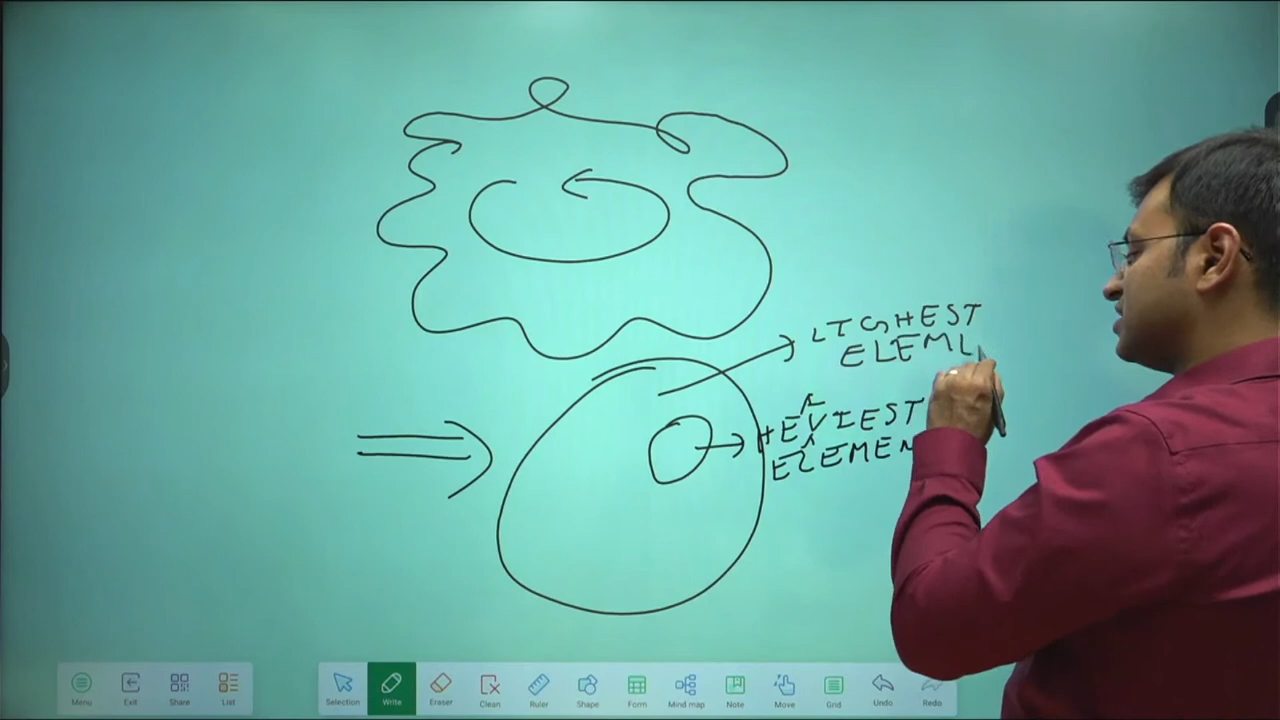 LIGHEST
ELEM
HEAVIEST
ELEMEN
Menu
Exit
Share
List
Selection
Write
Eraser
Clean
Ruler
Shape
Form
Mind map
Note
Move
Grid
Undo
Redo